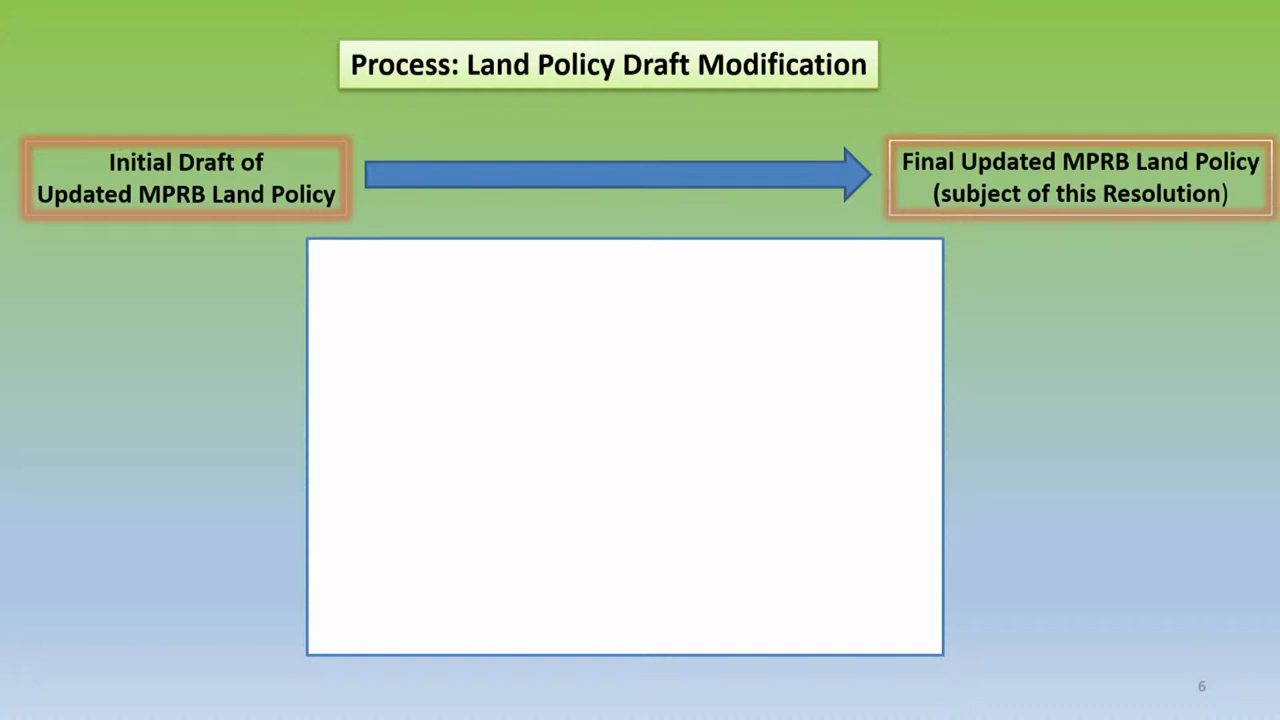 Process: Land Policy Draft Modification
Initial Draft of
Updated MPRB Land Policy
Final Updated MPRB Land Policy
(subject of this Resolution)
6